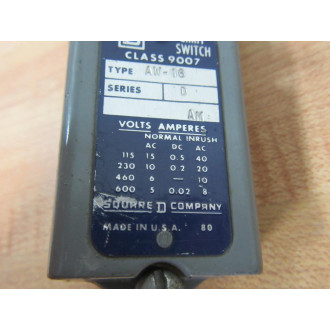 SWITCH
CLASS 9007
TYPE AW-08
SERIES D
AW
VOLTS AMPERES
NORMAL INRUSH
AC DC AC
115 15 0.5 40
230 10 0.2 20
460 6 — 10
600 5 0.02 8
SQUARE D COMPANY
MADE IN U.S.A. 80